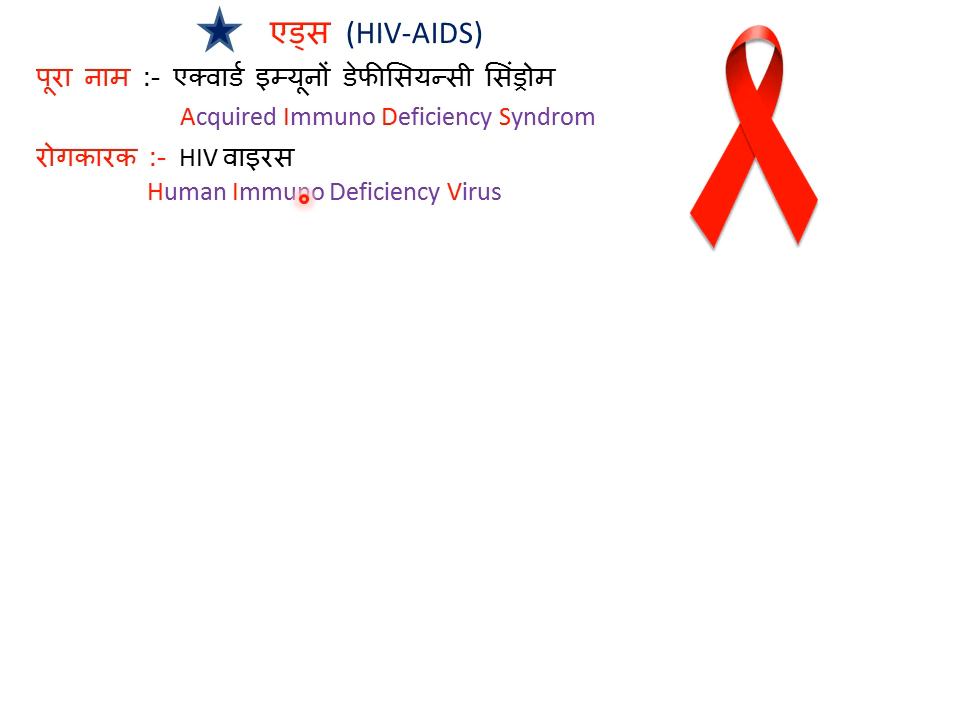 एड्स (HIV-AIDS)
पूरा नाम :- एक्वार्ड इम्यूनों डेफीसियन्सी सिंड्रोम
Acquired Immuno Deficiency Syndrom
रोगकारक :- HIV वाइरस
Human Immuno Deficiency Virus